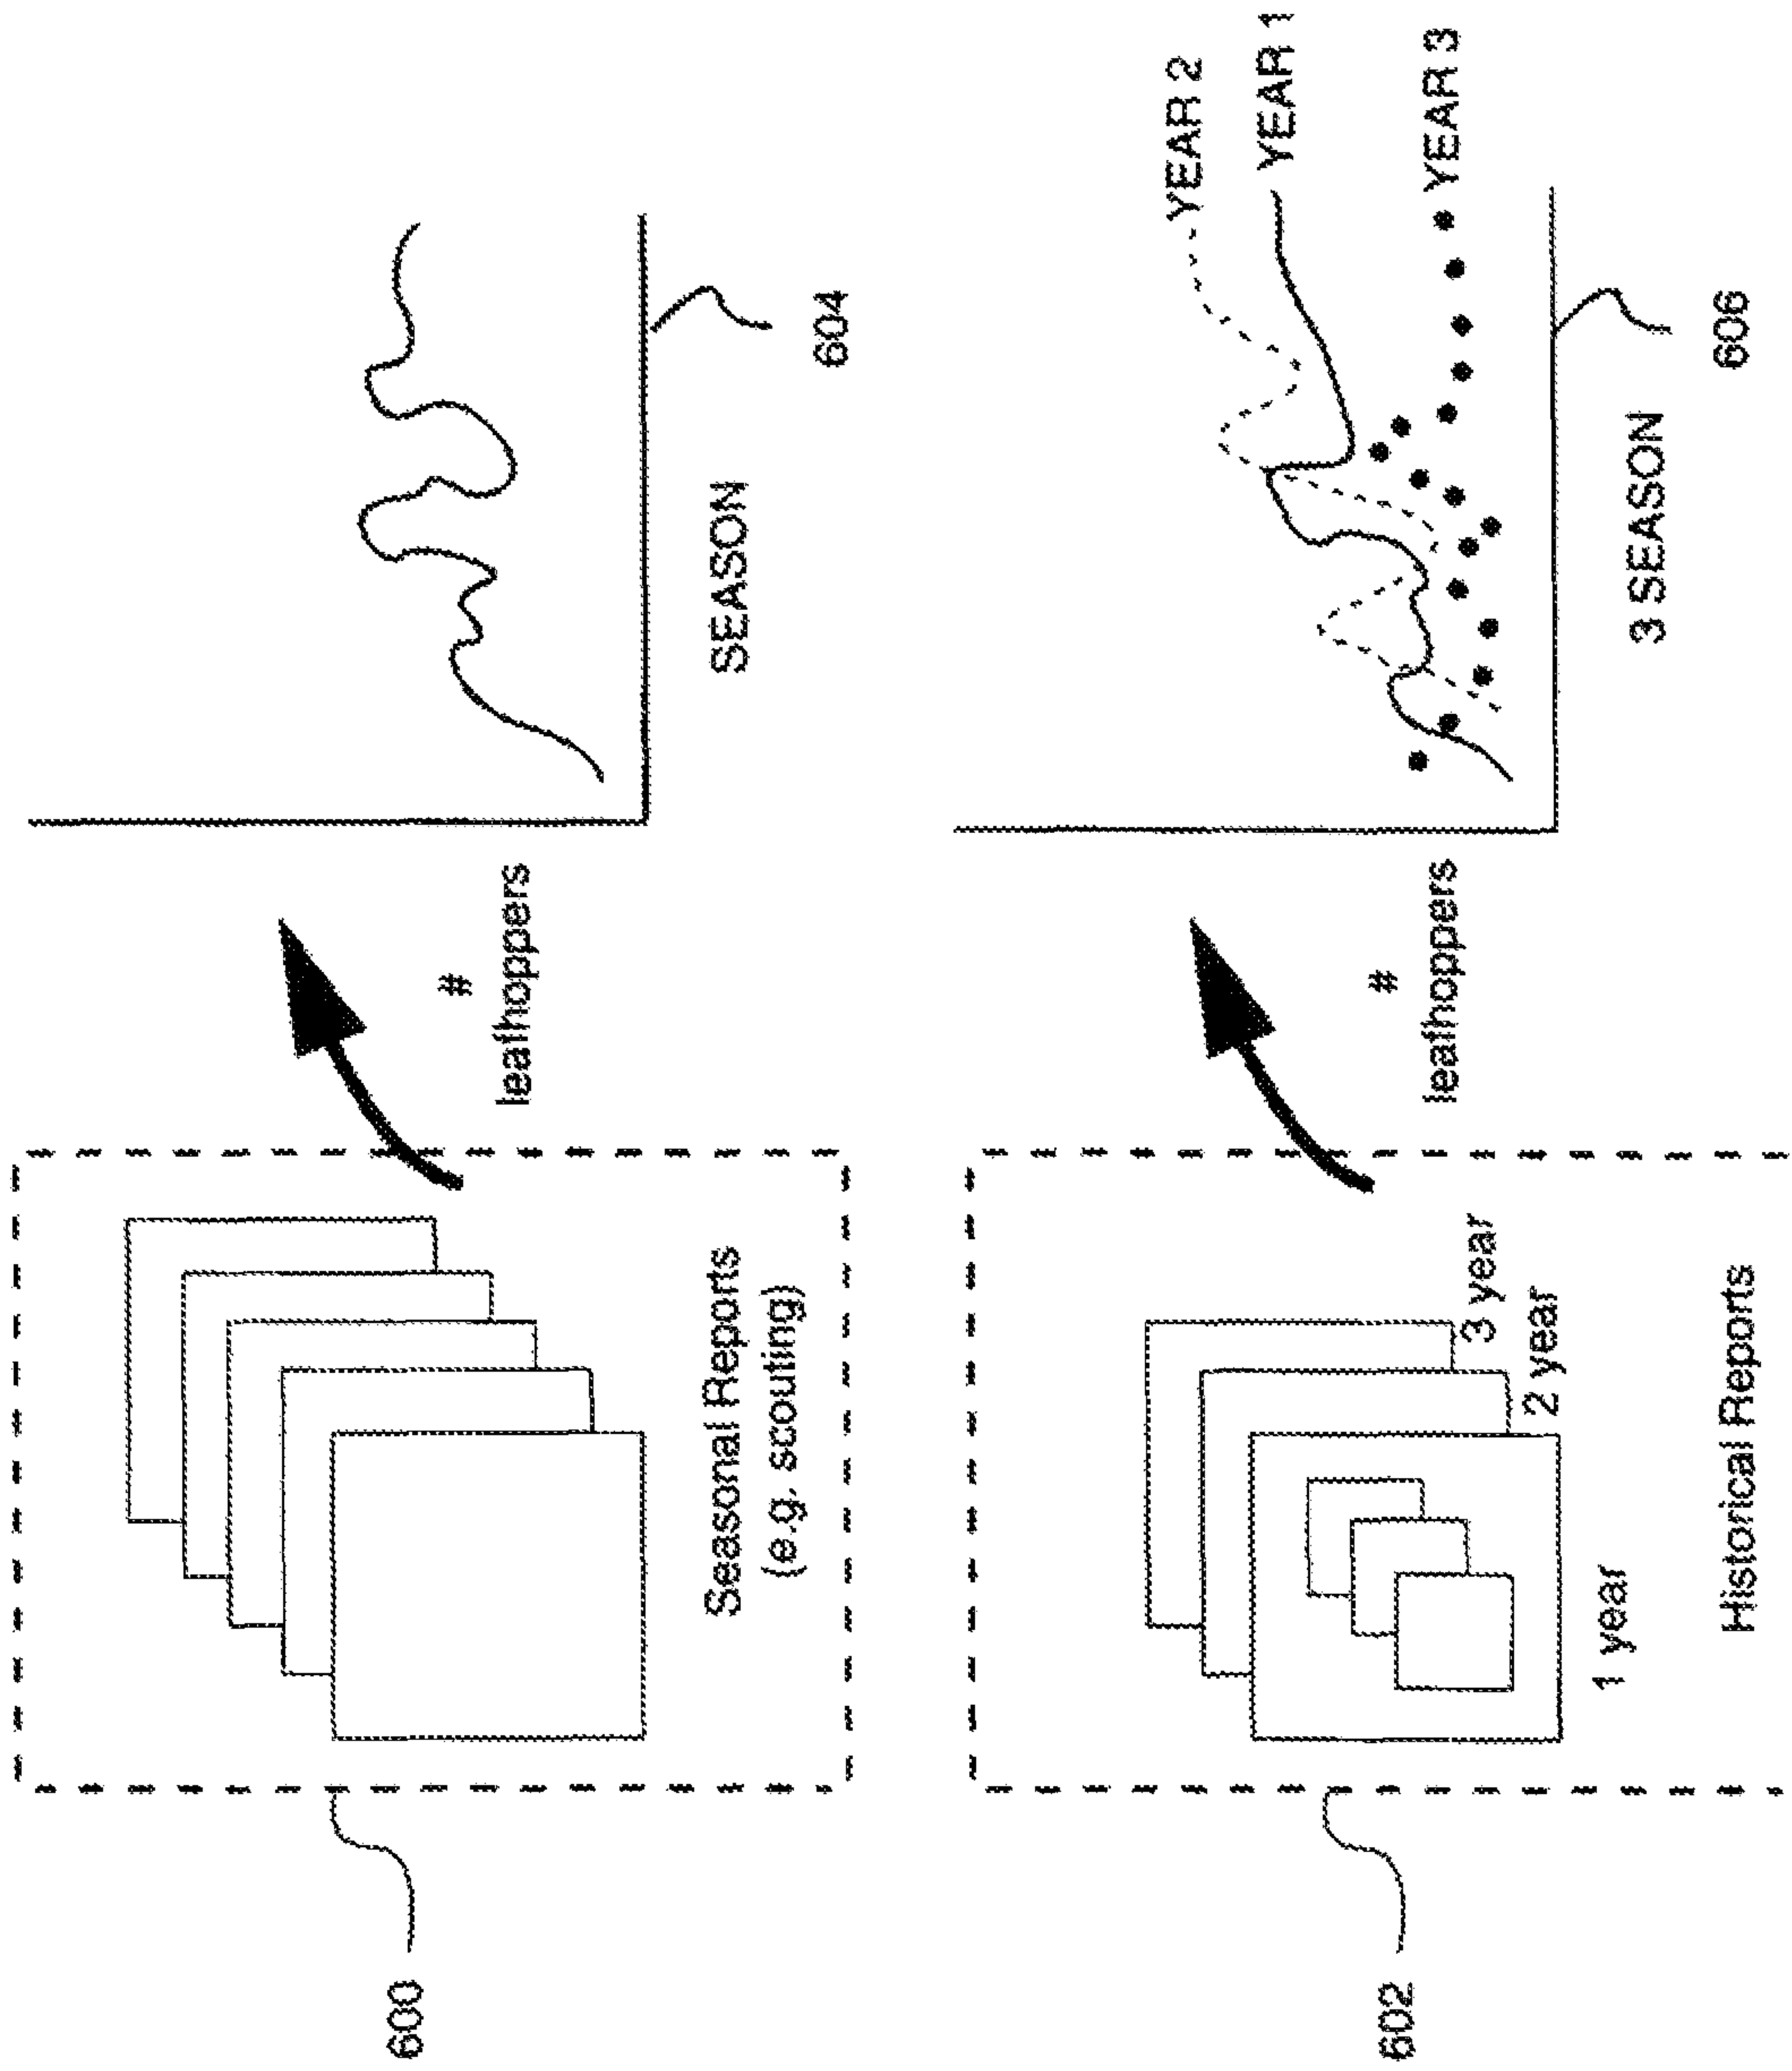 600
Seasonal Reports
(e.g. scouting)
#
leafhoppers
SEASON
604
602
1 year
2 year
3 year
Historical Reports
#
leafhoppers
YEAR 2
YEAR 1
YEAR 3
3 SEASON
606